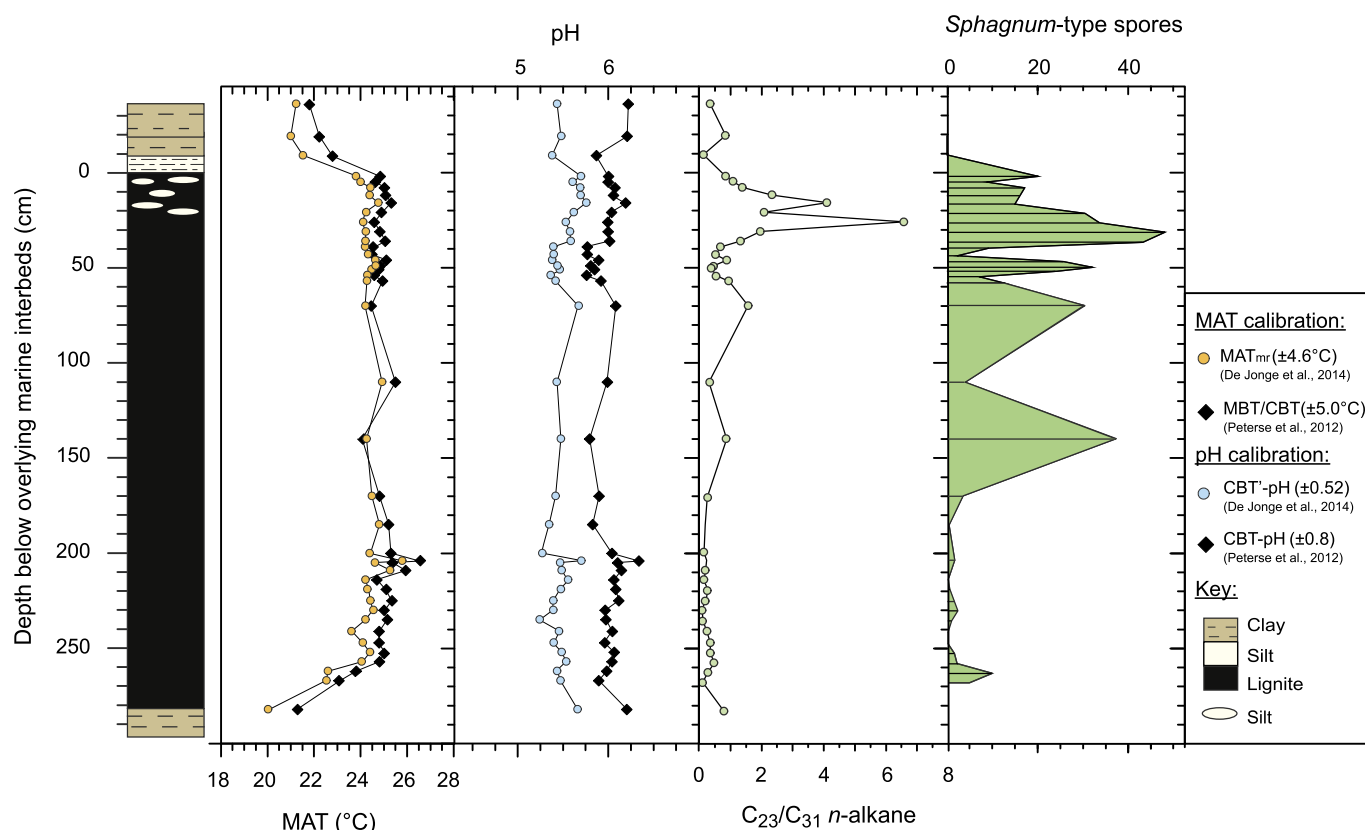 Sphagnum-type spores
pH
5 6
0 20 40
Depth below overlying marine interbeds (cm)
0
50
100
150
200
250
18 20 22 24 26 28
MAT (°C)
0 2 4 6 8
C23/C31 n-alkane
MAT calibration:
MATmr (±4.6°C)
(De Jonge et al., 2014)
MBT/CBT(±5.0°C)
(Peterse et al., 2012)
pH calibration:
CBT'-pH (±0.52)
(De Jonge et al., 2014)
CBT-pH (±0.8)
(Peterse et al., 2012)
Key:
Clay
Silt
Lignite
Silt